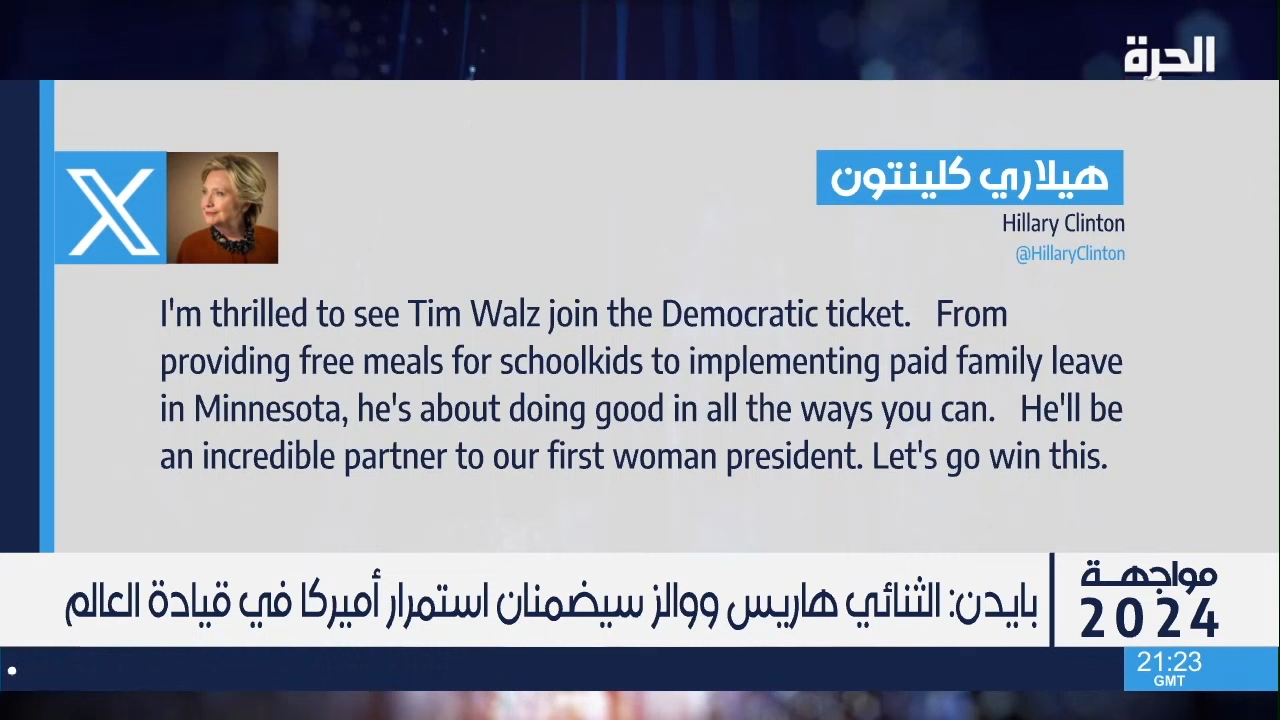 الحرة
هيلاري كلينتون
Hillary Clinton
@HillaryClinton
I'm thrilled to see Tim Walz join the Democratic ticket. From
providing free meals for schoolkids to implementing paid family leave
in Minnesota, he's about doing good in all the ways you can. He'll be
an incredible partner to our first woman president. Let's go win this.
مواجهة
2024
بايدن: الثنائي هاريس ووالز سيضمنان استمرار أميركا في قيادة العالم
21:23
GMT